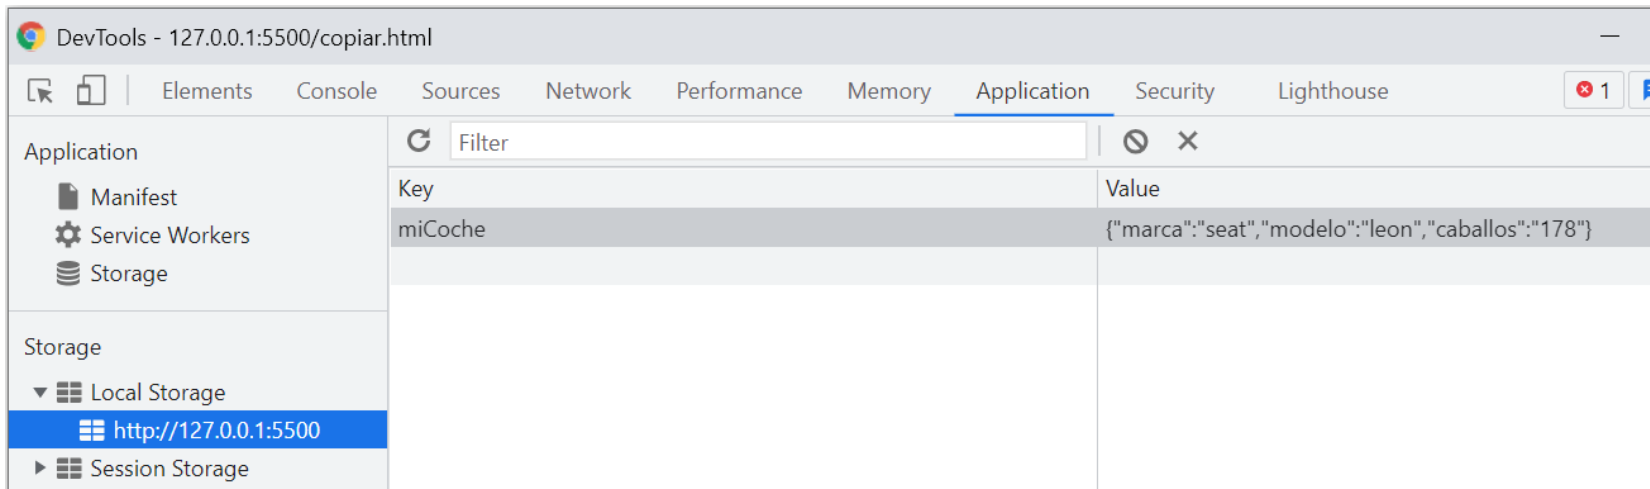 DevTools - 127.0.0.1:5500/copiar.html
Elements Console Sources Network Performance Memory Application Security Lighthouse 1
Application
Manifest
Service Workers
Storage
Storage
Local Storage
http://127.0.0.1:5500
Session Storage
Filter
Key Value
miCoche {"marca":"seat","modelo":"leon","caballos":"178"}